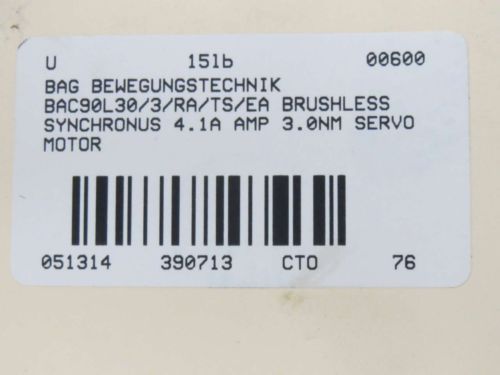 U 15lb 00600
BAG BEWEGUNGSTECHNIK
BAC90L30/3/RA/TS/EA BRUSHLESS
SYNCHRONUS 4.1A AMP 3.0NM SERVO
MOTOR
051314 390713 CTO 76